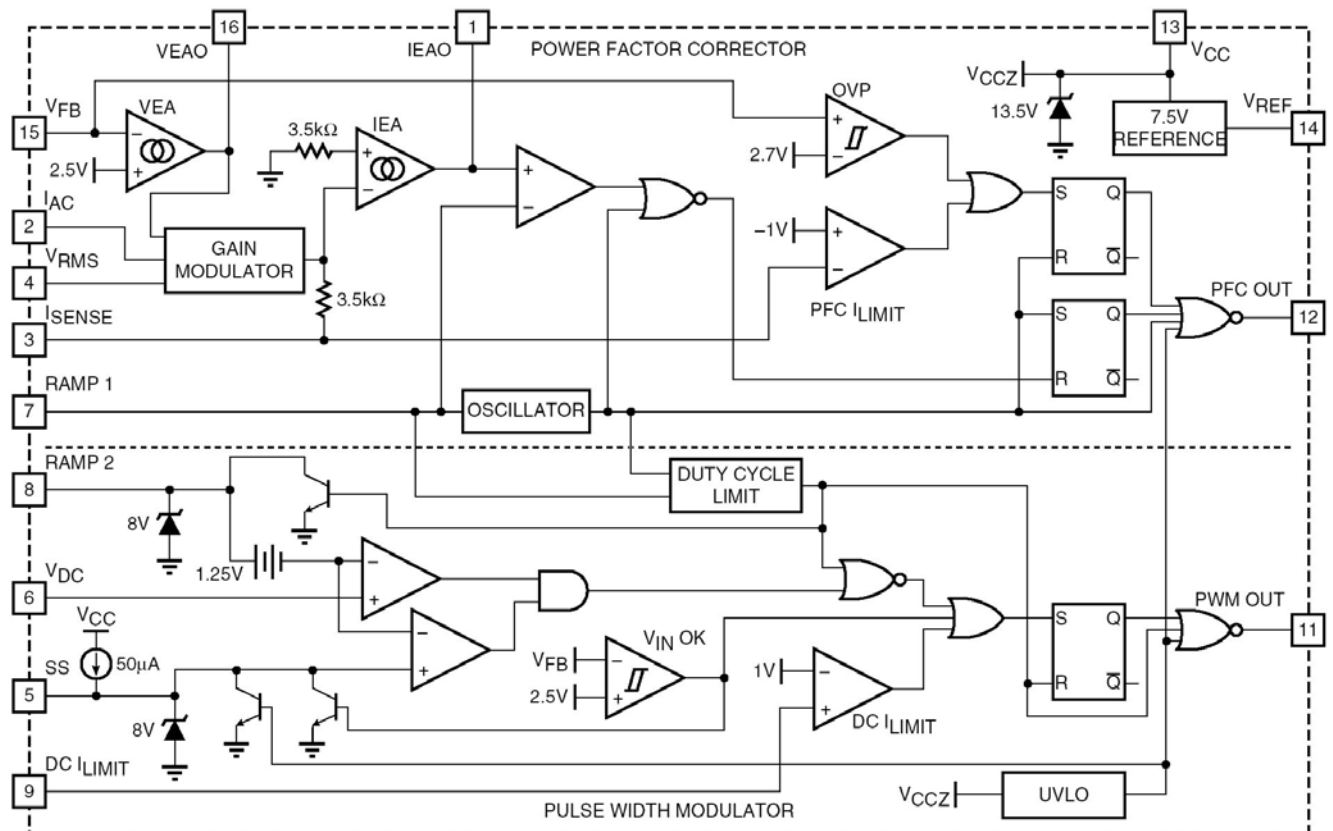 16
1
13
VEAO
IEAO
POWER FACTOR CORRECTOR
VCC
VCCZ
13.5V
7.5V
REFERENCE
VREF
14
VFB
15
VEA
2.5V
3.5kΩ
IEA
OVP
2.7V
IAC
2
VRMS
4
GAIN
MODULATOR
3.5kΩ
–1V
PFC ILIMIT
ISENSE
3
S Q
R Q
S Q
R Q
PFC OUT
12
RAMP 1
7
OSCILLATOR
RAMP 2
8
8V
1.25V
DUTY CYCLE
LIMIT
VDC
6
VCC
50µA
SS
5
8V
VIN OK
VFB
2.5V
1V
DC ILIMIT
S Q
R Q
PWM OUT
11
DC ILIMIT
9
PULSE WIDTH MODULATOR
VCCZ
UVLO